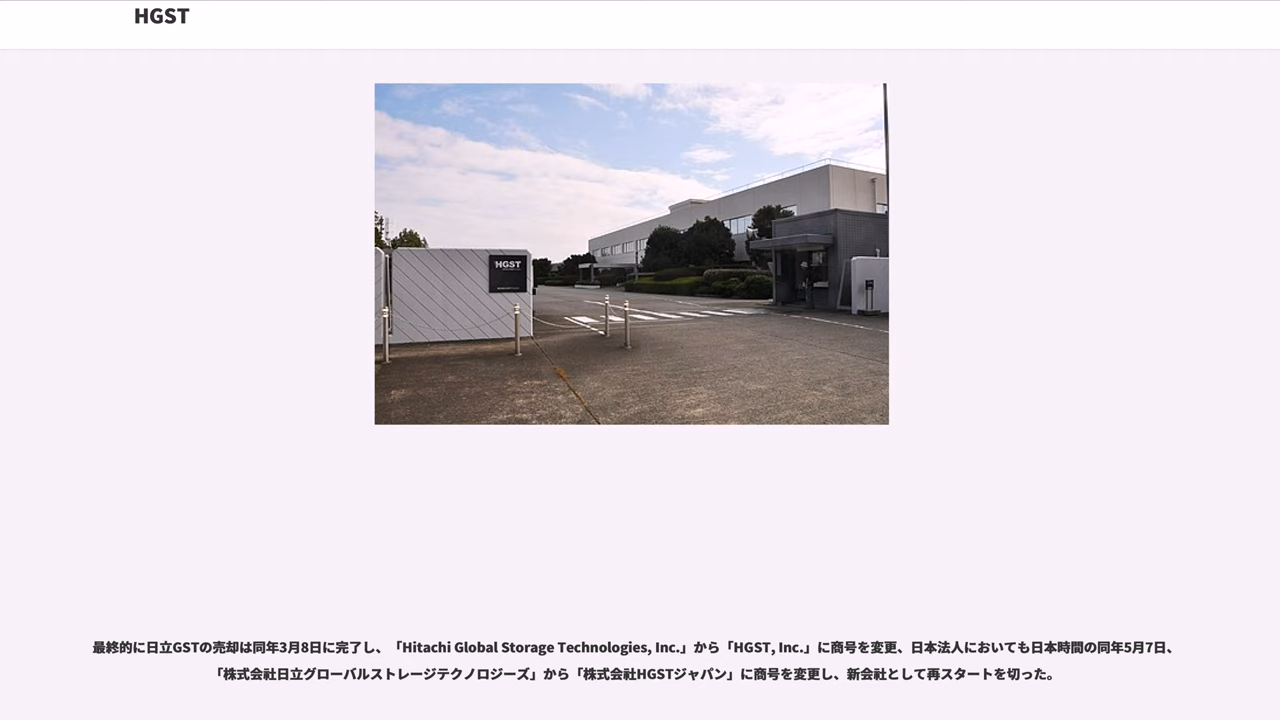 HGST
HGST
最終的に日立GSTの売却は同年3月8日に完了し、「Hitachi Global Storage Technologies, Inc.」から「HGST, Inc.」に商号を変更、日本法人においても日本時間の同年5月7日、
「株式会社日立グローバルストレージテクノロジーズ」から「株式会社HGSTジャパン」に商号を変更し、新会社として再スタートを切った。